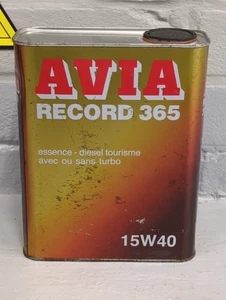 AVIA
RECORD 365
essence - diesel tourisme
avec ou sans turbo
15W40